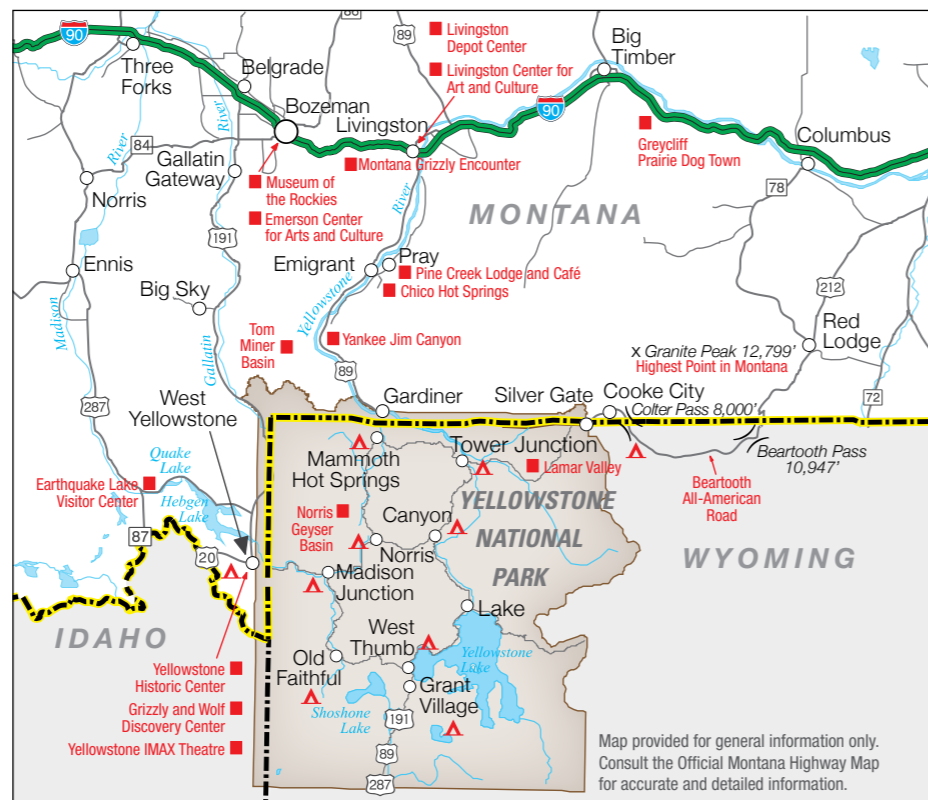 86
90
89
Livingston
Depot Center
Big
Timber
Three
Forks
Belgrade
Livingston Center for
Art and Culture
90
Bozeman
Livingston
Greycliff
Prairie Dog Town
Columbus
River
River
84
Gallatin
Gateway
Montana Grizzly Encounter
78
Norris
Museum of
the Rockies
River
MONTANA
Emerson Center
for Arts and Culture
191
Ennis
Emigrant
Pray
Pine Creek Lodge and Café
Chico Hot Springs
212
Big Sky
Madison
Gallatin
Yellowstone
Tom
Miner
Basin
Yankee Jim Canyon
Red
Lodge
x Granite Peak 12,799’
Highest Point in Montana
89
West
Yellowstone
Gardiner
Silver Gate
Cooke City
Colter Pass 8,000’
72
287
Mammoth
Hot Springs
Tower Junction
Lamar Valley
Beartooth Pass
10,947’
Quake
Lake
Earthquake Lake
Visitor Center
Hebgen
Lake
Beartooth
All-American
Road
Norris
Geyser
Basin
Canyon
YELLOWSTONE
NATIONAL
PARK
87
20
Norris
WYOMING
Madison
Junction
Lake
IDAHO
West
Thumb
Yellowstone
Lake
Old
Faithful
Yellowstone
Historic Center
Grant
Village
Shoshone
Lake
Grizzly and Wolf
Discovery Center
191
Yellowstone IMAX Theatre
89
287
Map provided for general information only.
Consult the Official Montana Highway Map
for accurate and detailed information.